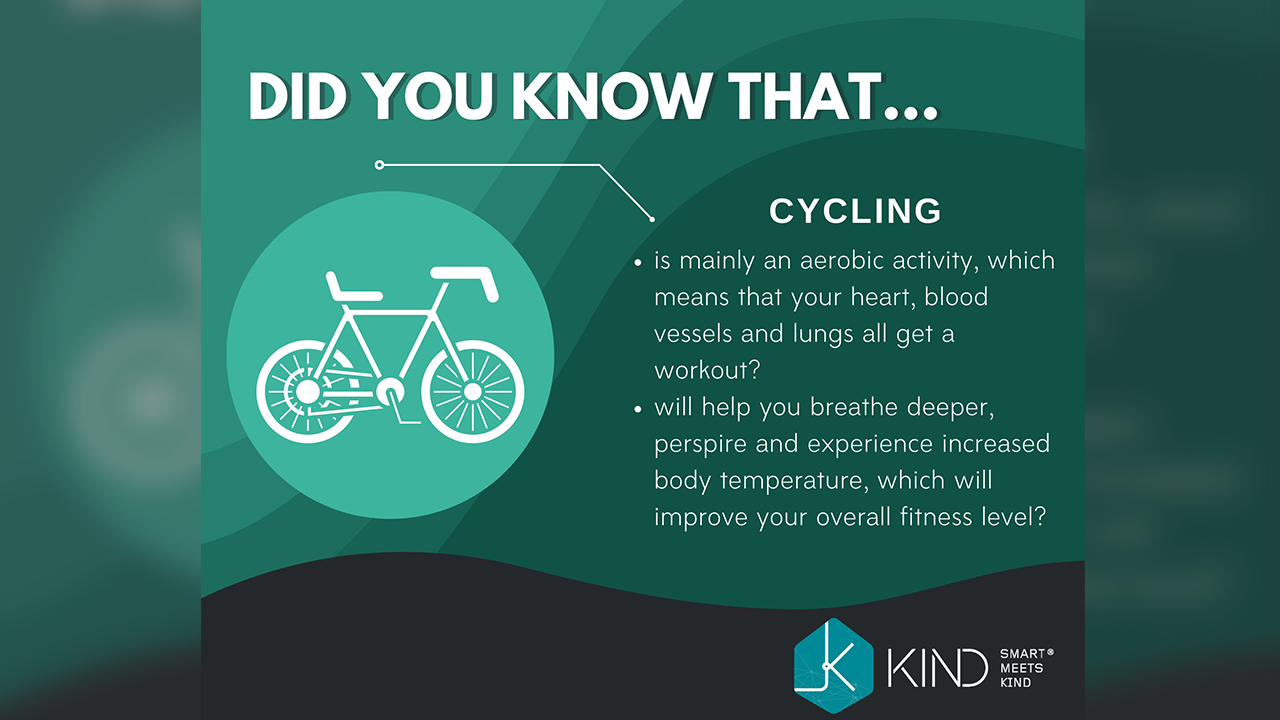 DID YOU KNOW THAT...
CYCLING
• is mainly an aerobic activity, which
means that your heart, blood
vessels and lungs all get a
workout?
• will help you breathe deeper,
perspire and experience increased
body temperature, which will
improve your overall fitness level?
K KIND
SMART®
MEETS
KIND